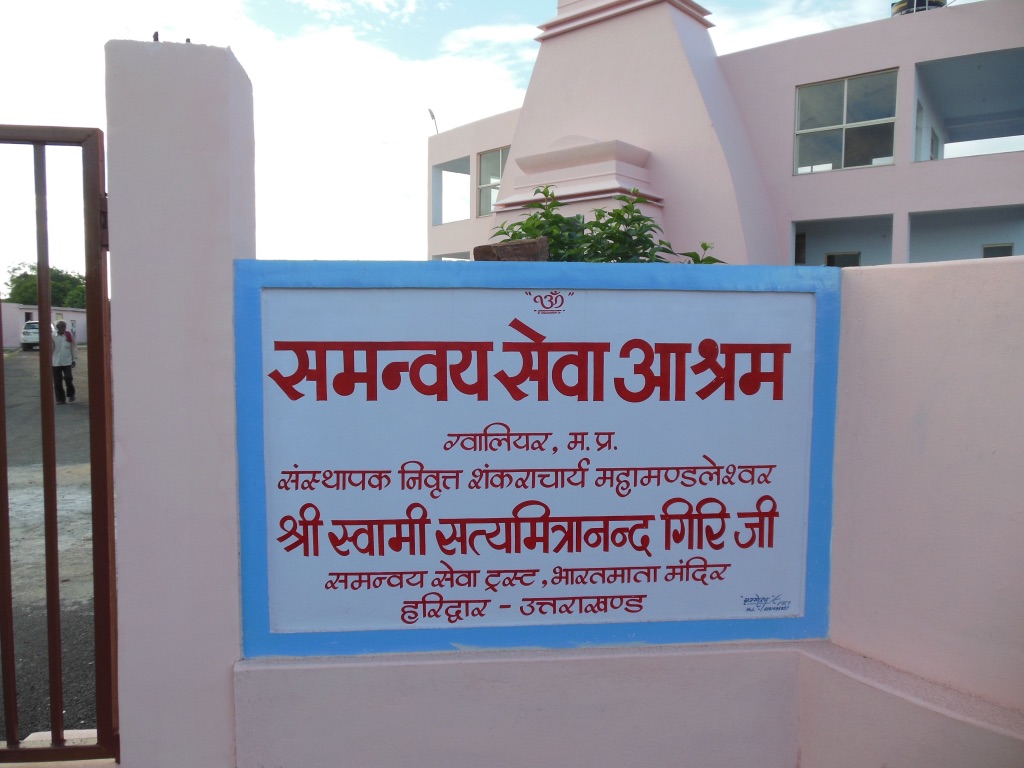 "ॐ"
समन्वय सेवा आश्रम
ग्वालियर, म. प्र.
संस्थापक निवृत्त शंकराचार्य महामण्डलेश्वर
श्री स्वामी सत्यमित्रानन्द गिरि जी
समन्वय सेवा ट्रस्ट, भारतमाता मंदिर
हरिद्वार - उत्तराखण्ड